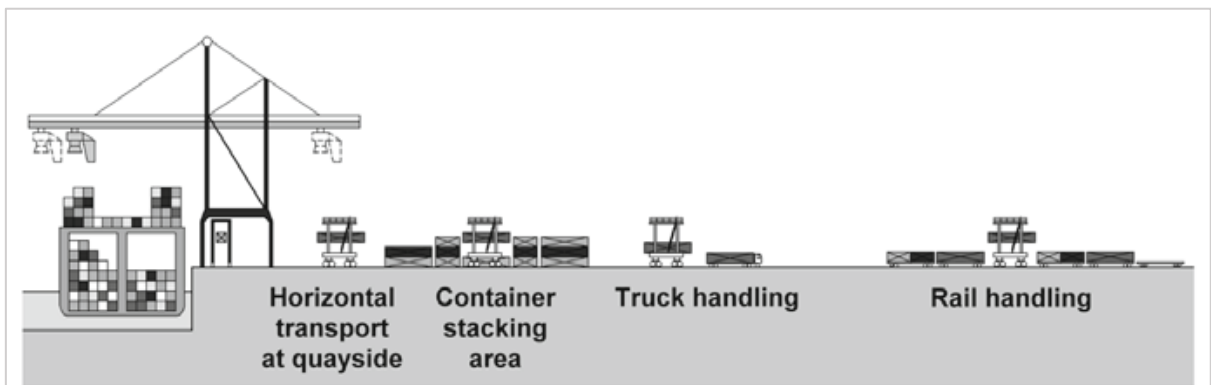 Horizontal
transport
at quayside
Container
stacking
area
Truck handling
Rail handling